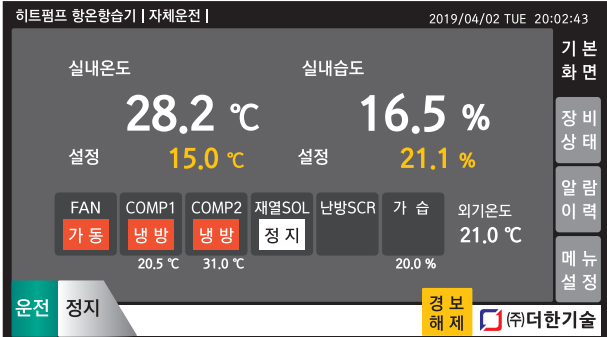 히트펌프 항온항습기 | 자체운전 |
2019/04/02 TUE 20:02:43
기본
화면
실내온도
실내습도
28.2 ℃
16.5 %
설정
15.0 ℃
설정
21.1 %
장비
상태
알람
이력
메뉴
설정
FAN
가동
COMP1
냉방
20.5 ℃
COMP2
냉방
31.0 ℃
재열SOL
정지
난방SCR
가 습
20.0 %
외기온도
21.0 ℃
운전
정지
경보
해제
㈜더한기술